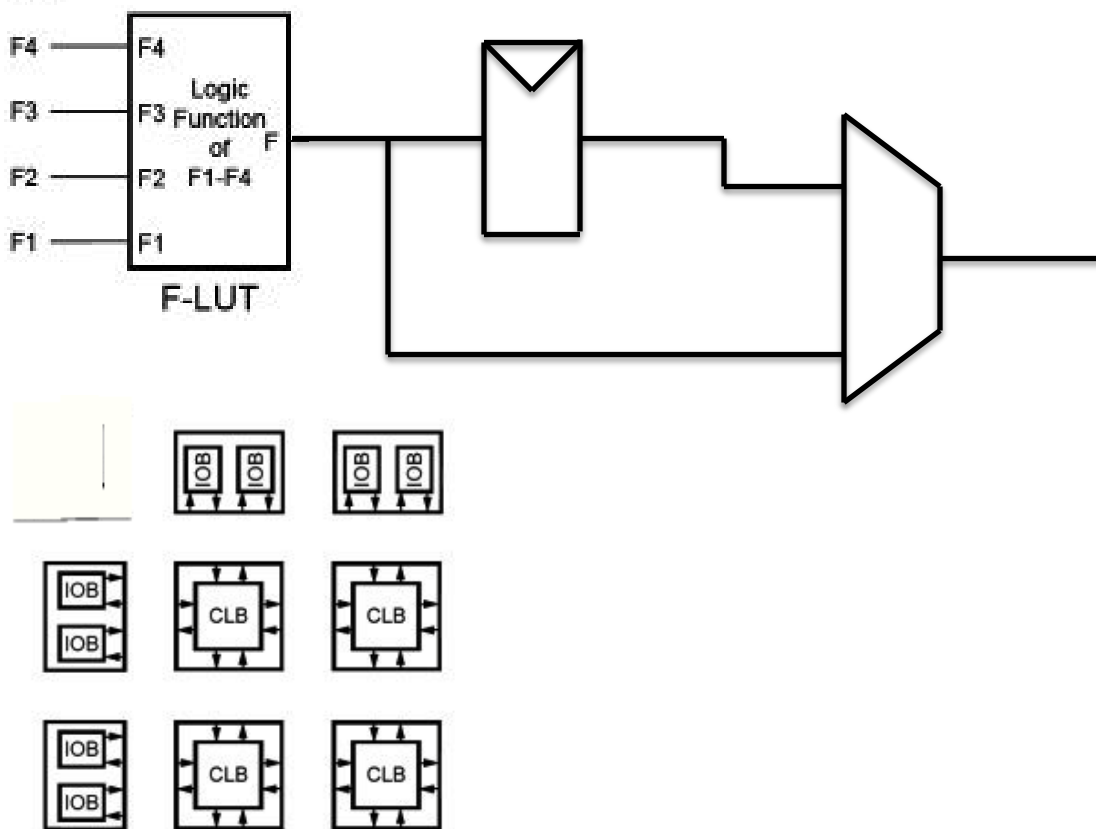 F4 F4
Logic
F3 F3 Function
of F
F2 F2 F1-F4
F1 F1
F-LUT
IOB IOB IOB IOB
IOB
CLB CLB
IOB
IOB
CLB CLB
IOB